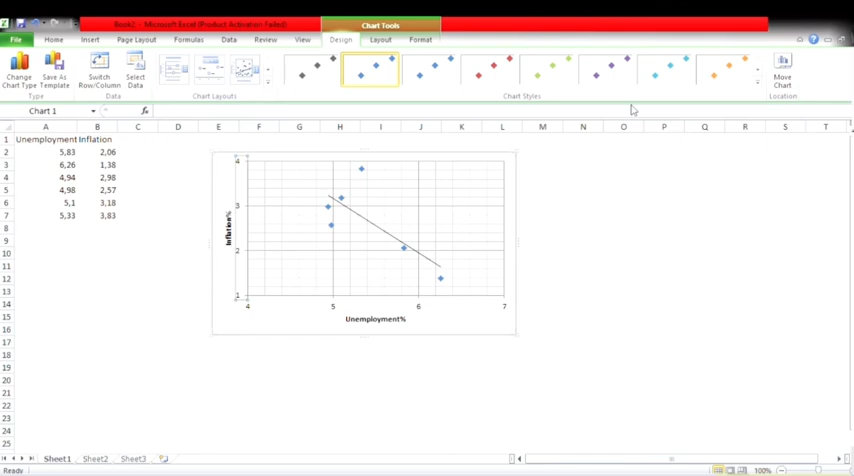 Book2 - Microsoft Excel (Product Activation Failed)
Chart Tools
File Home Insert Page Layout Formulas Data Review View Design Layout Format
Change Chart Type
Save As Template
Switch Row/Column
Select Data
Move Chart
Type Data Chart Layouts Chart Styles Location
Chart 1 fx
A B C D E F G H I J K L M N O P Q R S T
1 Unemployment Inflation
2 5,83 2,06
3 6,26 1,38
4 4,94 2,98
5 4,98 2,57
6 5,1 3,18
7 5,33 3,83
8
9
10
11
12
13
14
15
16
17
18
19
20
21
22
23
24
25
4
3
2
1
Inflation%
4 5 6 7
Unemployment%
Sheet1 Sheet2 Sheet3
Ready 100%